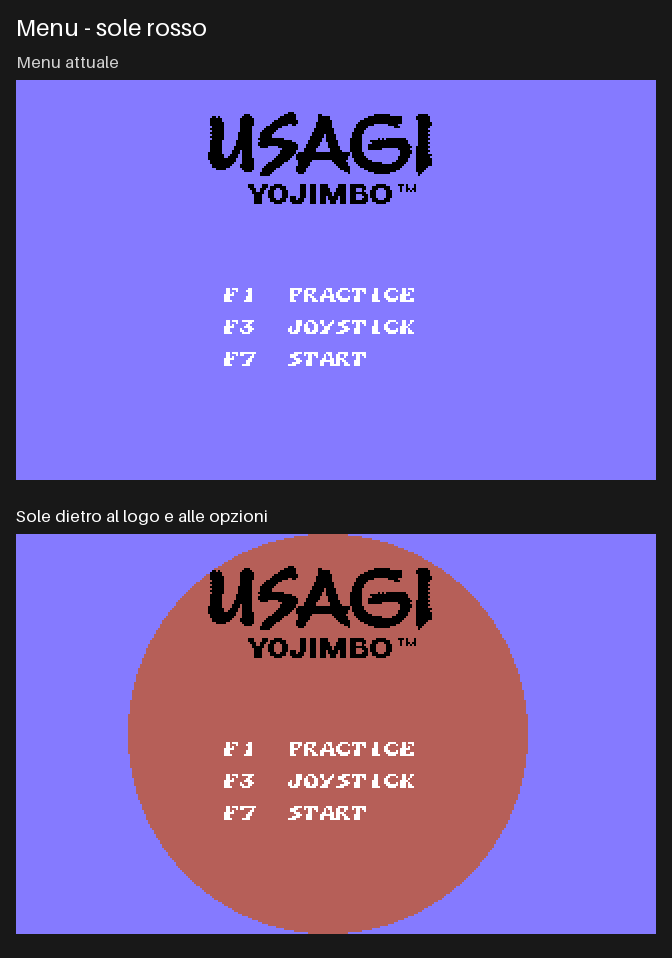 Menu - sole rosso
Menu attuale
USAGI
YOJIMBO™
F1 PRACTICE
F3 JOYSTICK
F7 START
Sole dietro al logo e alle opzioni
USAGI
YOJIMBO™
F1 PRACTICE
F3 JOYSTICK
F7 START